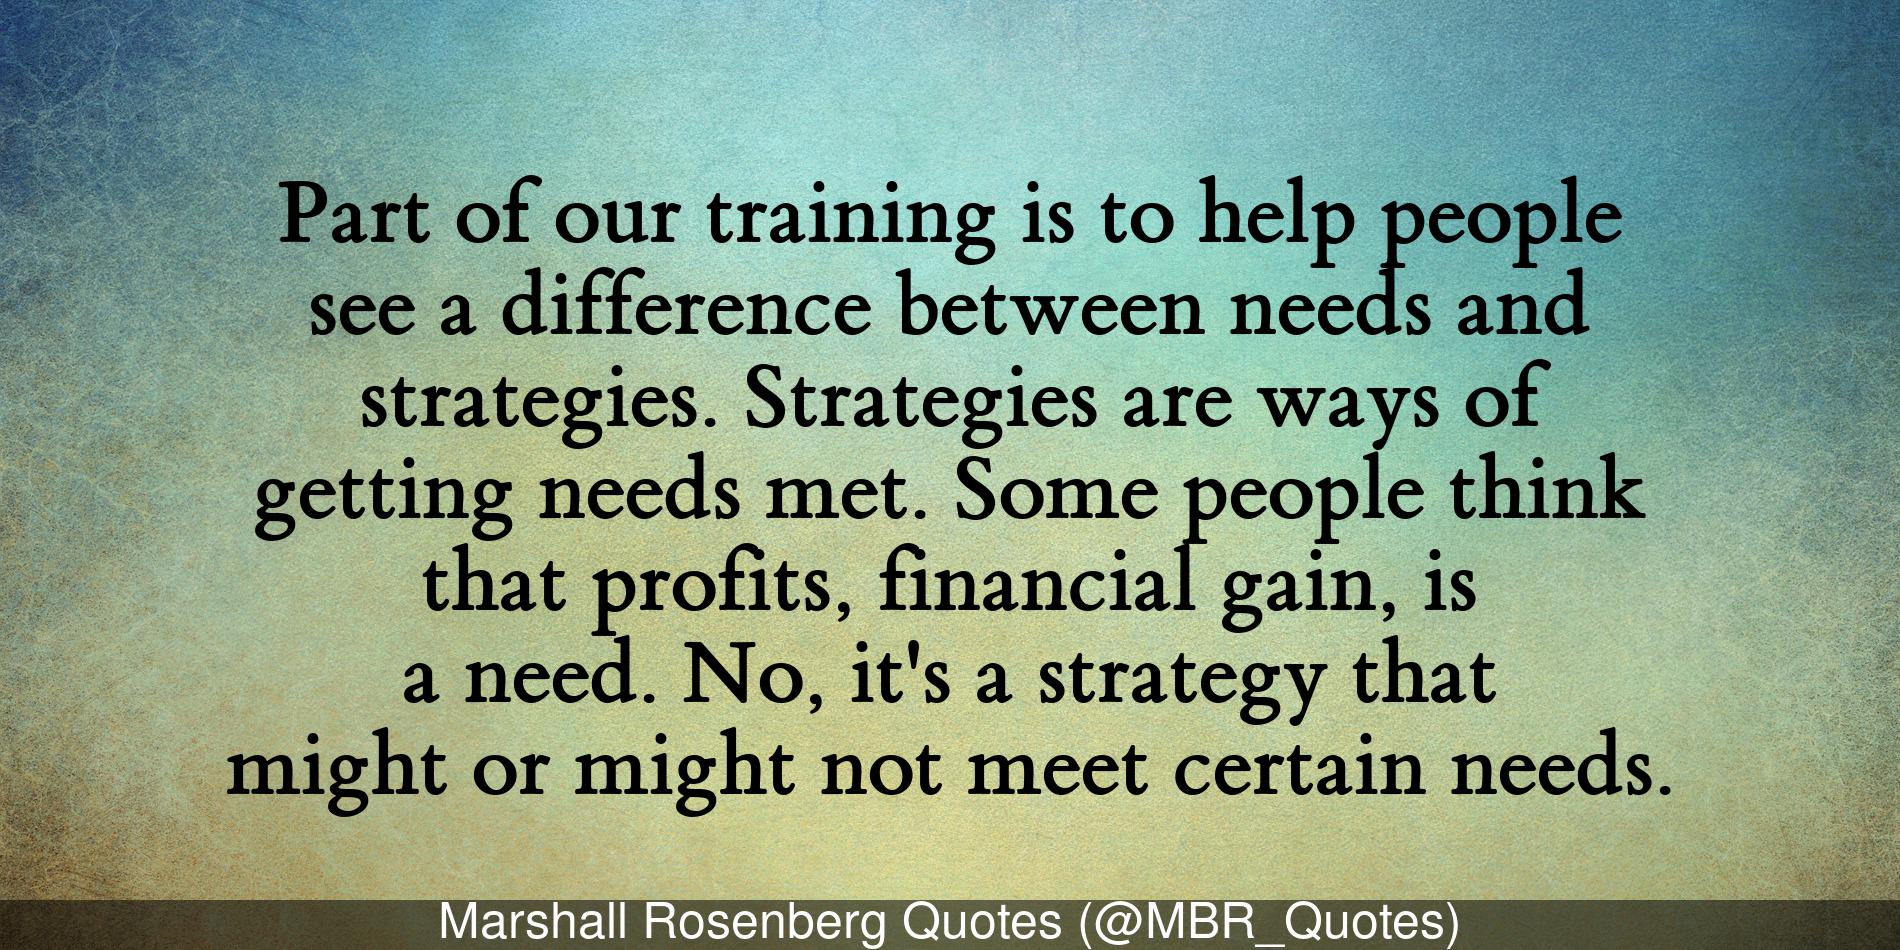 Part of our training is to help people
see a difference between needs and
strategies. Strategies are ways of
getting needs met. Some people think
that profits, financial gain, is
a need. No, it's a strategy that
might or might not meet certain needs.
Marshall Rosenberg Quotes (@MBR_Quotes)